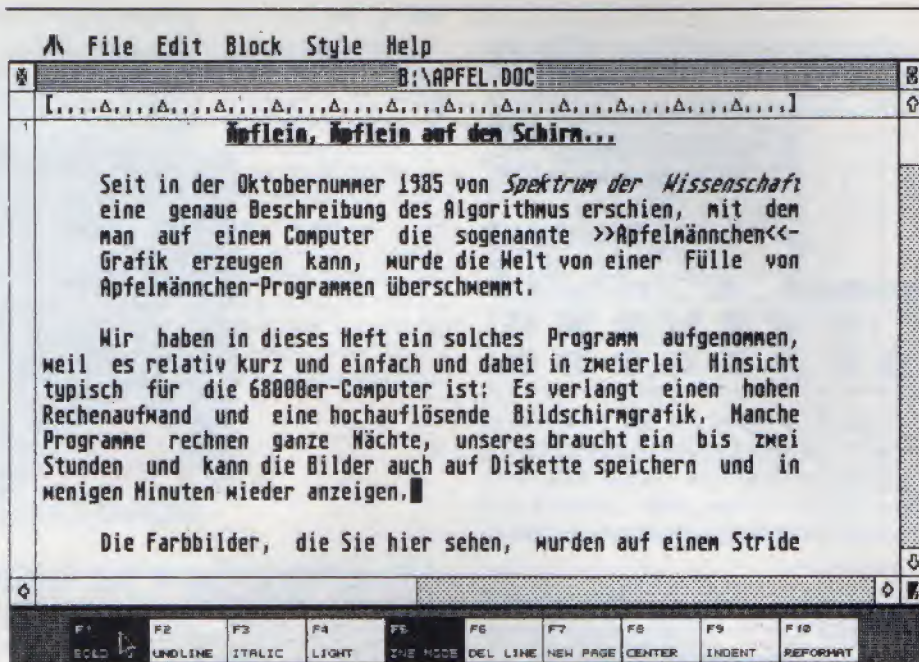 File Edit Block Style Help
B:\APFEL.DOC
[....Δ....Δ....Δ....Δ....Δ....Δ....Δ....Δ....Δ....Δ....Δ....Δ....]
Äpflein, Äpflein auf dem Schirm...
Seit in der Oktobernummer 1985 von Spektrum der Wissenschaft
eine genaue Beschreibung des Algorithmus erschien, mit dem
man auf einem Computer die sogenannte >>Apfelmännchen<<-
Grafik erzeugen kann, wurde die Welt von einer Fülle von
Apfelmännchen-Programmen überschwemmt.
Wir haben in dieses Heft ein solches Programm aufgenommen,
weil es relativ kurz und einfach und dabei in zweierlei Hinsicht
typisch für die 68000er-Computer ist: Es verlangt einen hohen
Rechenaufwand und eine hochauflösende Bildschirmgrafik. Manche
Programme rechnen ganze Nächte, unseres braucht ein bis zwei
Stunden und kann die Bilder auch auf Diskette speichern und in
wenigen Minuten wieder anzeigen.
Die Farbbilder, die Sie hier sehen, wurden auf einem Stride
F1 F2 F3 F4 F5 F6 F7 F8 F9 F10
BOLD UNDLINE ITALIC LIGHT INS MODE DEL LINE NEW PAGE CENTER INDENT REFORMAT